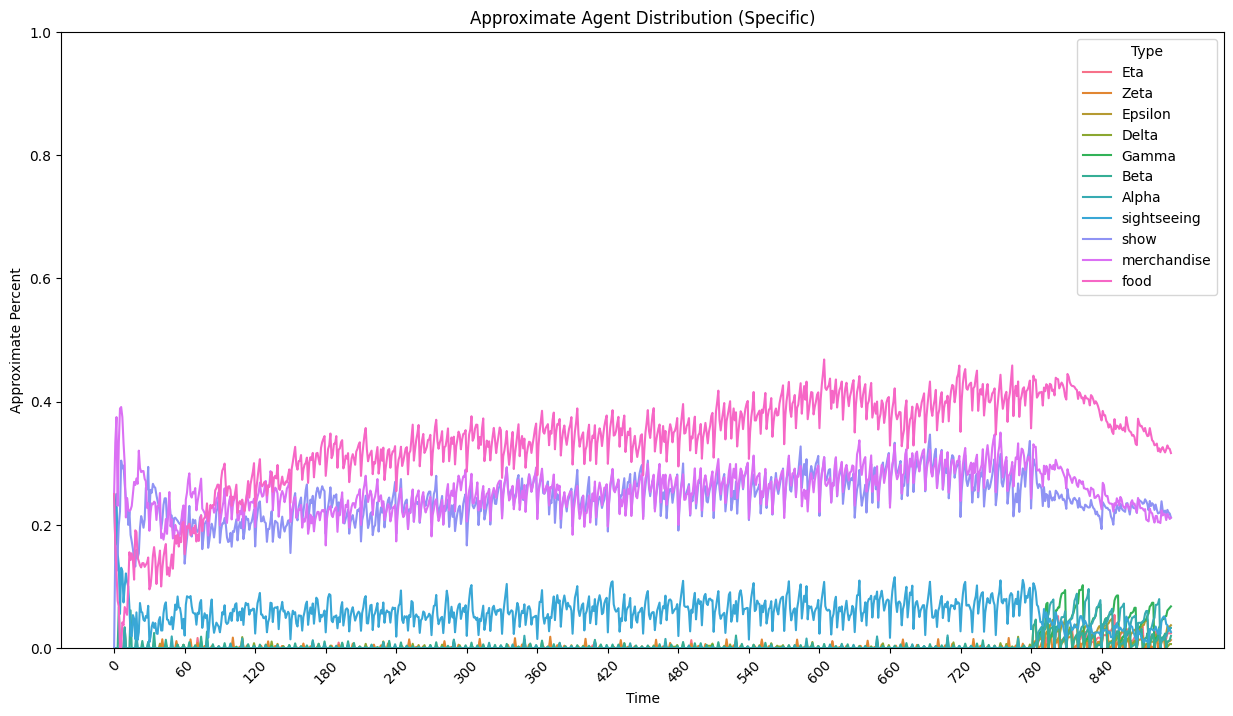 Approximate Agent Distribution (Specific)
Approximate Percent
1.0
0.8
0.6
0.4
0.2
0.0
Type
Eta
Zeta
Epsilon
Delta
Gamma
Beta
Alpha
sightseeing
show
merchandise
food
0
60
120
180
240
300
360
420
480
540
600
660
720
780
840
Time